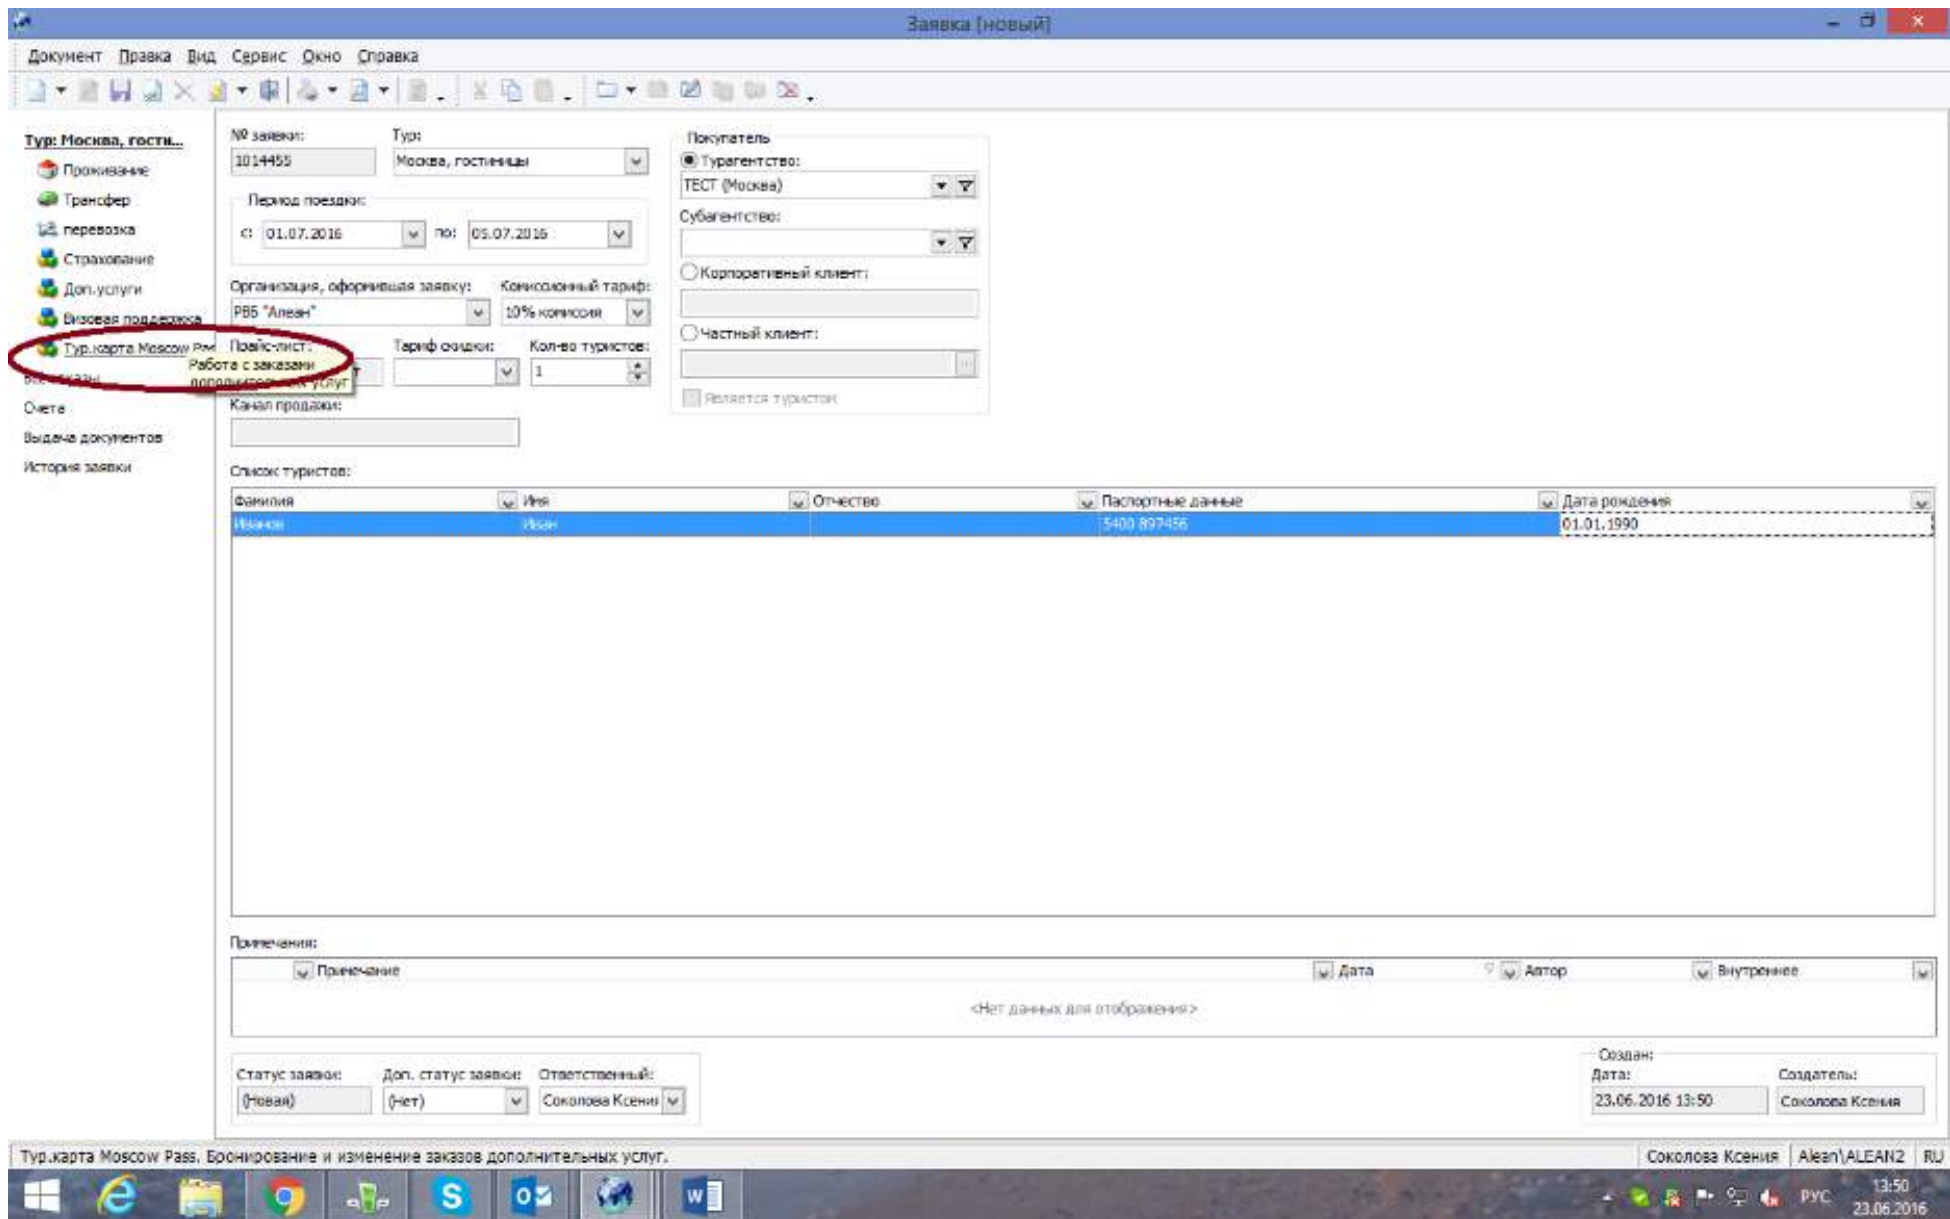 Заявка [новый]
Документ Правка Вид Сервис Окно Справка
Тур: Москва, гости...
Проживание
Трансфер
перевозка
Страхование
Доп.услуги
Визовая поддержка
Тур.карта Moscow Pas
Работа с заказами
дополнительных услуг
Счета
Выдача документов
История заявки
№ заявки: Тур:
1014455 Москва, гостиницы
Период поездки:
с: 01.07.2016 по: 05.07.2016
Организация, оформившая заявку: Комиссионный тариф:
РВБ "Алеан" 10% комиссия
Прайс-лист: Тариф скидки: Кол-во туристов:
1
Канал продажи:
Покупатель
Турагентство:
ТЕСТ (Москва)
Субагентство:
Корпоративный клиент:
Частный клиент:
Является туристом
Список туристов:
Фамилия Имя Отчество Паспортные данные Дата рождения
Иванов Иван 5400 897456 01.01.1990
Примечания:
Примечание Дата Автор Внутреннее
<Нет данных для отображения>
Статус заявки: Доп. статус заявки: Ответственный:
(Новая) (Нет) Соколова Ксени
Создан:
Дата: Создатель:
23.06.2016 13:50 Соколова Ксения
Тур.карта Moscow Pass. Бронирование и изменение заказов дополнительных услуг.
Соколова Ксения Alean\ALEAN2 RU
РУС 13:50
23.06.2016